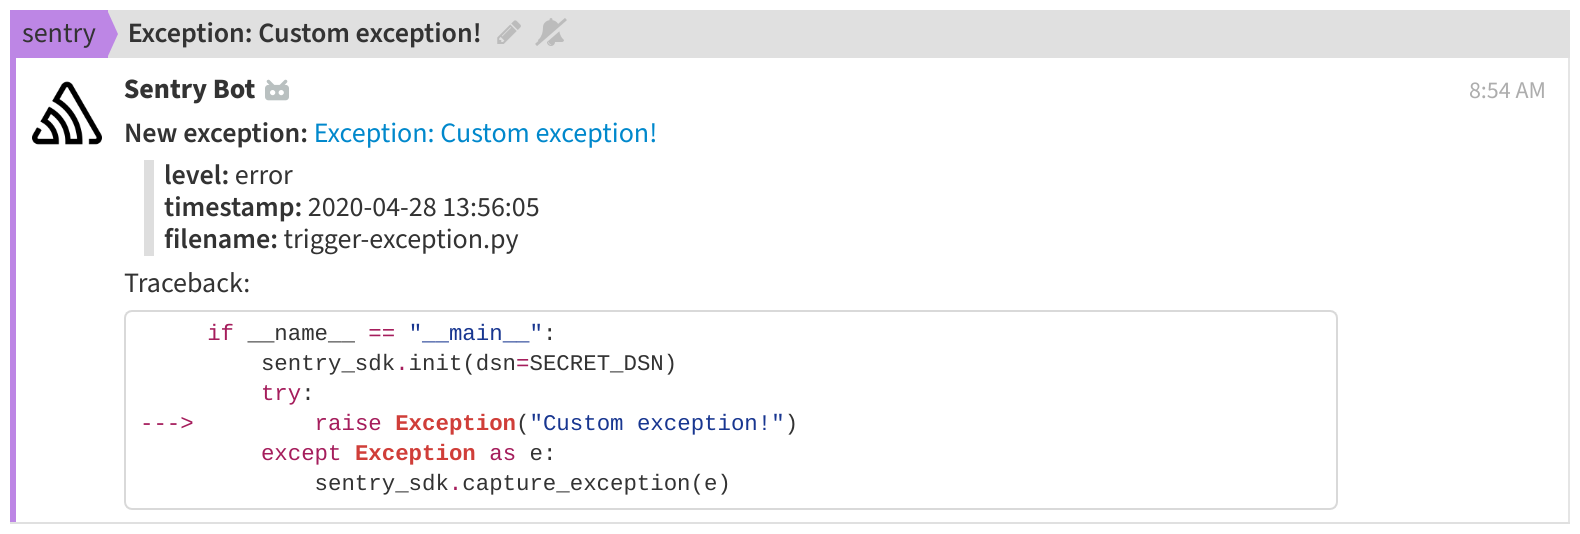 sentry Exception: Custom exception!
Sentry Bot 8:54 AM
New exception: Exception: Custom exception!
level: error
timestamp: 2020-04-28 13:56:05
filename: trigger-exception.py
Traceback:
     if __name__ == "__main__":
         sentry_sdk.init(dsn=SECRET_DSN)
         try:
--->         raise Exception("Custom exception!")
         except Exception as e:
             sentry_sdk.capture_exception(e)